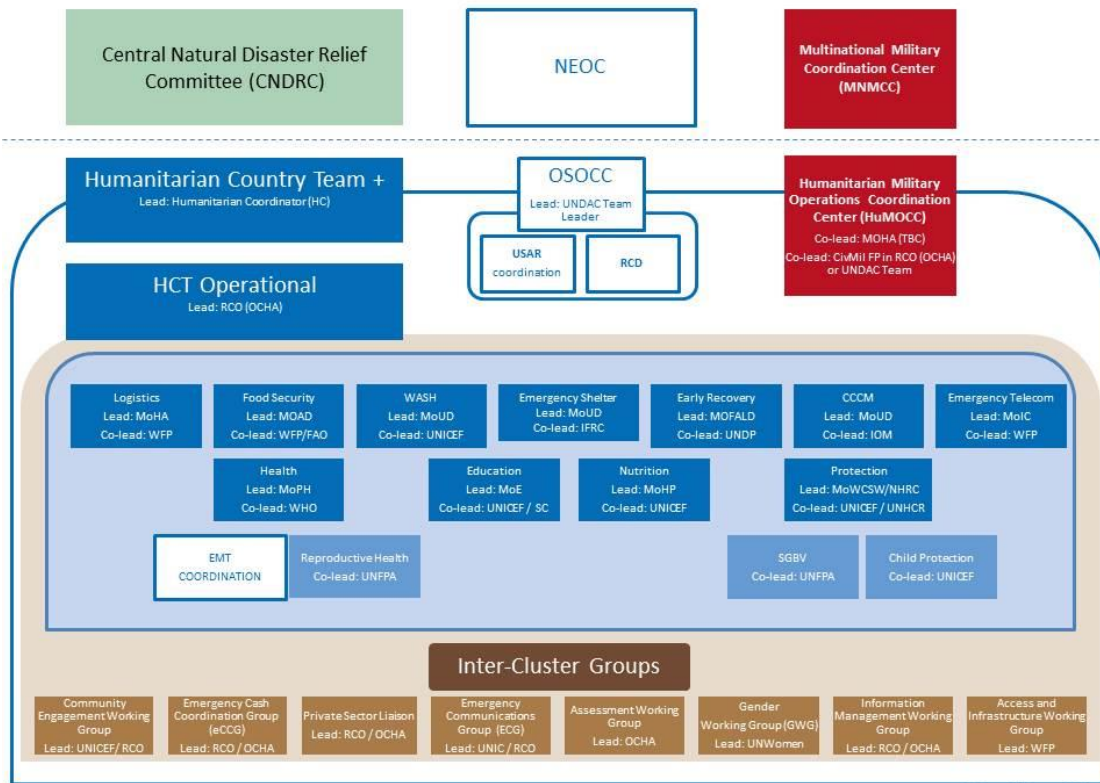 Central Natural Disaster Relief
Committee (CNDRC)
NEOC
Multinational Military
Coordination Center
(MNMCC)
Humanitarian Country Team +
Lead: Humanitarian Coordinator (HC)
OSOCC
Lead: UNDAC Team
Leader
USAR
coordination
RCD
Humanitarian Military
Operations Coordination
Center (HuMOCC)
Co-lead: MOHA (TBC)
Co-lead: CivMil FP in RCO (OCHA)
or UNDAC Team
HCT Operational
Lead: RCO (OCHA)
Logistics
Lead: MoHA
Co-lead: WFP
Food Security
Lead: MOAD
Co-lead: WFP/FAO
WASH
Lead: MoUD
Co-lead: UNICEF
Emergency Shelter
Lead: MoUD
Co-lead: IFRC
Early Recovery
Lead: MOFALD
Co-lead: UNDP
CCCM
Lead: MoUD
Co-lead: IOM
Emergency Telecom
Lead: MoIC
Co-lead: WFP
Health
Lead: MoPH
Co-lead: WHO
Education
Lead: MoE
Co-lead: UNICEF / SC
Nutrition
Lead: MoHP
Co-lead: UNICEF
Protection
Lead: MoWCSW/NHRC
Co-lead: UNICEF / UNHCR
EMT
COORDINATION
Reproductive Health
Co-lead: UNFPA
SGBV
Co-lead: UNFPA
Child Protection
Co-lead: UNICEF
Inter-Cluster Groups
Community
Engagement Working
Group
Lead: UNICEF/ RCO
Emergency Cash
Coordination Group
(eCCG)
Lead: RCO / OCHA
Private Sector Liaison
Lead: RCO / OCHA
Emergency
Communications
Group (ECG)
Lead: UNIC / RCO
Assessment Working
Group
Lead: OCHA
Gender
Working Group (GWG)
Lead: UNWomen
Information
Management Working
Group
Lead: RCO / OCHA
Access and
Infrastructure Working
Group
Lead: WFP